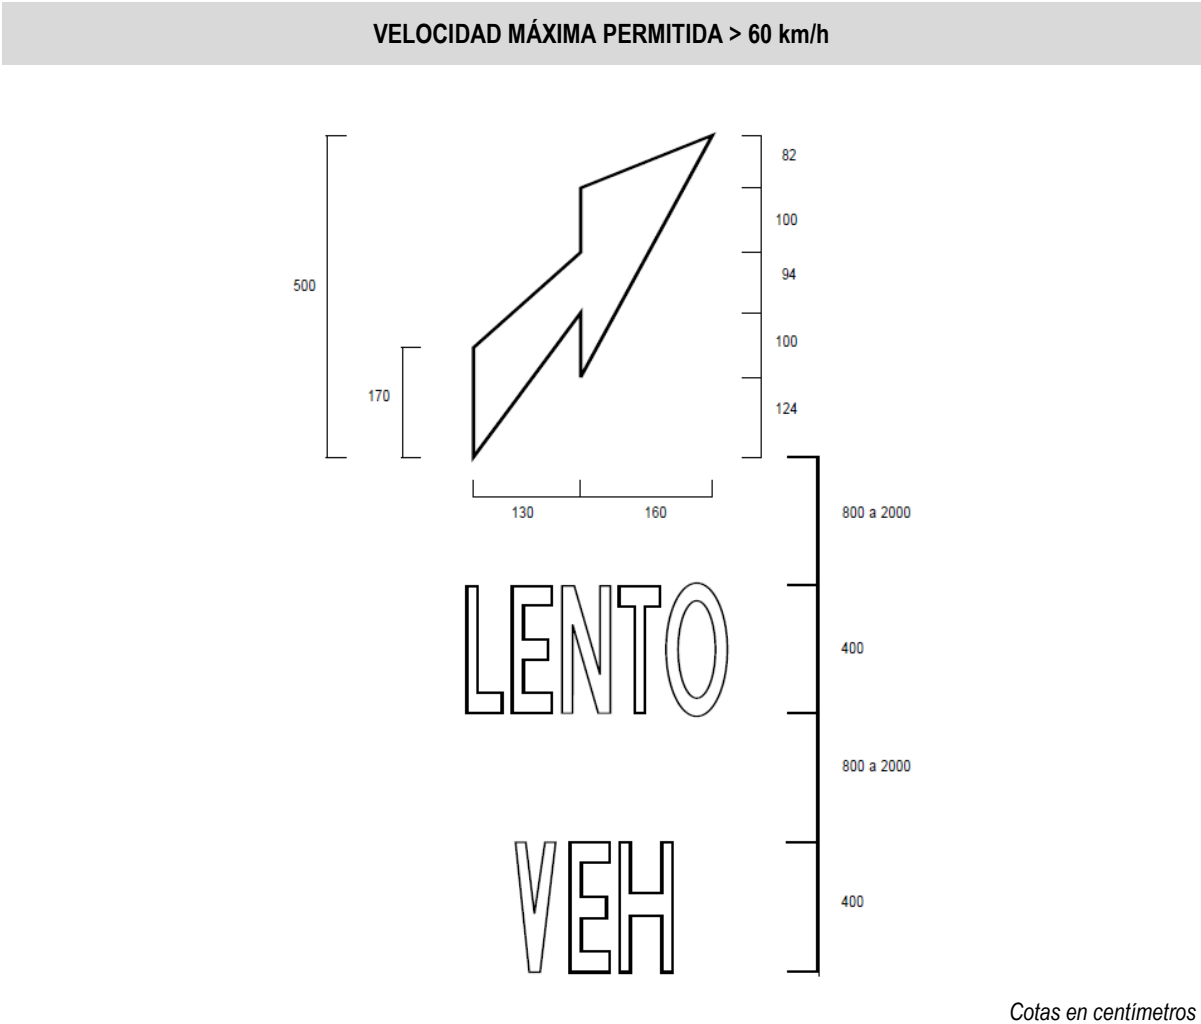 VELOCIDAD MÁXIMA PERMITIDA > 60 km/h
82
100
500
94
100
170
124
130 160
800 a 2000
LENTO
400
800 a 2000
VEH
400
Cotas en centímetros